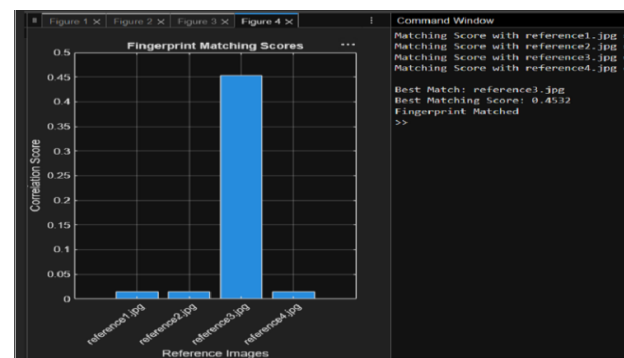 Figure 1 × Figure 2 × Figure 3 × Figure 4 ×
Fingerprint Matching Scores
0.5
0.45
0.4
0.35
0.3
0.25
0.2
0.15
0.1
0.05
0
Correlation Score
reference1.jpg
reference2.jpg
reference3.jpg
reference4.jpg
Reference Images
Command Window
Matching Score with reference1.jpg
Matching Score with reference2.jpg
Matching Score with reference3.jpg
Matching Score with reference4.jpg
Best Match: reference3.jpg
Best Matching Score: 0.4532
Fingerprint Matched
>>